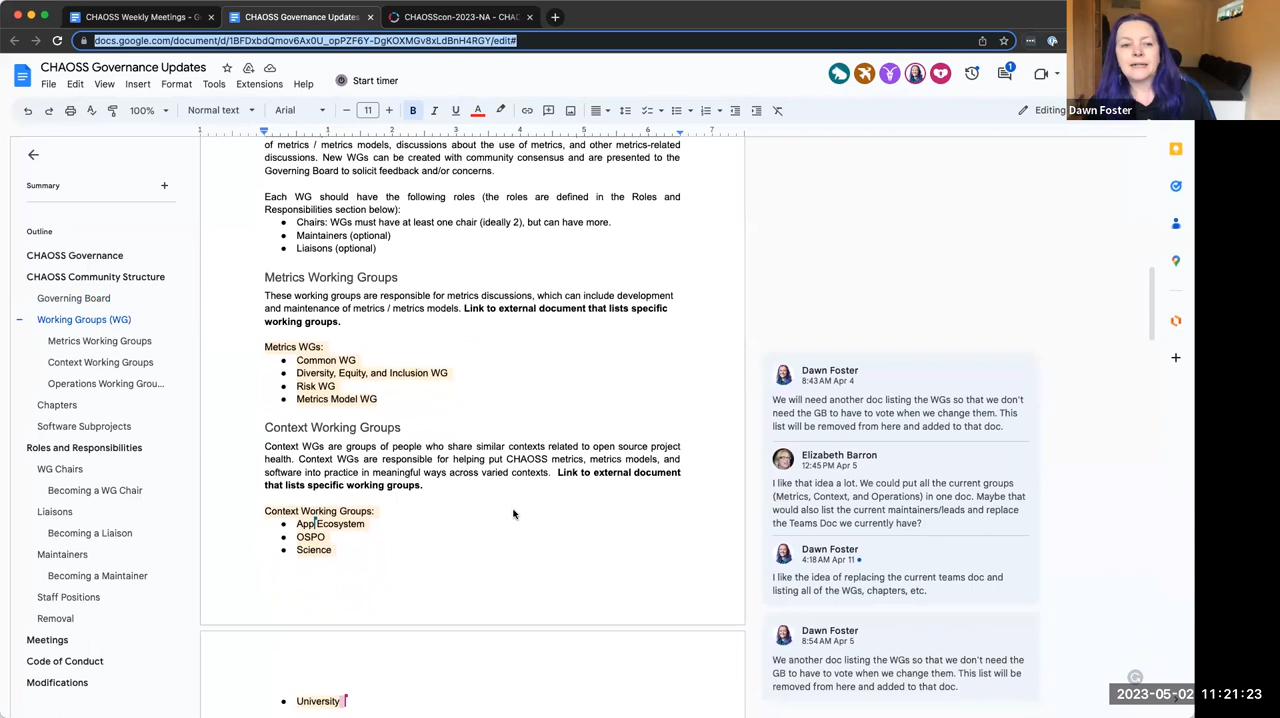 CHAOSS Weekly Meetings - G
CHAOSS Governance Updates
CHAOSScon-2023-NA - CHAD
docs.google.com/document/d/1BFDxbdQmov6Ax0U_opPZF6Y-DgKOXMGv8xLdBnH4RGY/edit#
CHAOSS Governance Updates
File Edit View Insert Format Tools Extensions Help
Start timer
1
100% Normal text Arial 11 Editing
Dawn Foster
1 1 2 3 4 5 6 7
Summary
Outline
CHAOSS Governance
CHAOSS Community Structure
Governing Board
Working Groups (WG)
Metrics Working Groups
Context Working Groups
Operations Working Grou...
Chapters
Software Subprojects
Roles and Responsibilities
WG Chairs
Becoming a WG Chair
Liaisons
Becoming a Liaison
Maintainers
Becoming a Maintainer
Staff Positions
Removal
Meetings
Code of Conduct
Modifications
of metrics / metrics models, discussions about the use of metrics, and other metrics-related
discussions. New WGs can be created with community consensus and are presented to the
Governing Board to solicit feedback and/or concerns.
Each WG should have the following roles (the roles are defined in the Roles and
Responsibilities section below):
● Chairs: WGs must have at least one chair (ideally 2), but can have more.
● Maintainers (optional)
● Liaisons (optional)
Metrics Working Groups
These working groups are responsible for metrics discussions, which can include development
and maintenance of metrics / metrics models. Link to external document that lists specific
working groups.
Metrics WGs:
● Common WG
● Diversity, Equity, and Inclusion WG
● Risk WG
● Metrics Model WG
Context Working Groups
Context WGs are groups of people who share similar contexts related to open source project
health. Context WGs are responsible for helping put CHAOSS metrics, metrics models, and
software into practice in meaningful ways across varied contexts. Link to external document
that lists specific working groups.
Context Working Groups:
● App Ecosystem
● OSPO
● Science
● University
Dawn Foster
8:43 AM Apr 4
We will need another doc listing the WGs so that we don't
need the GB to have to vote when we change them. This
list will be removed from here and added to that doc.
Elizabeth Barron
12:45 PM Apr 5
I like that idea a lot. We could put all the current groups
(Metrics, Context, and Operations) in one doc. Maybe that
would also list the current maintainers/leads and replace
the Teams Doc we currently have?
Dawn Foster
4:18 AM Apr 11
I like the idea of replacing the current teams doc and
listing all of the WGs, chapters, etc.
Dawn Foster
8:54 AM Apr 5
We another doc listing the WGs so that we don't need the
GB to have to vote when we change them. This list will be
removed from here and added to that doc.
2023-05-02 11:21:23